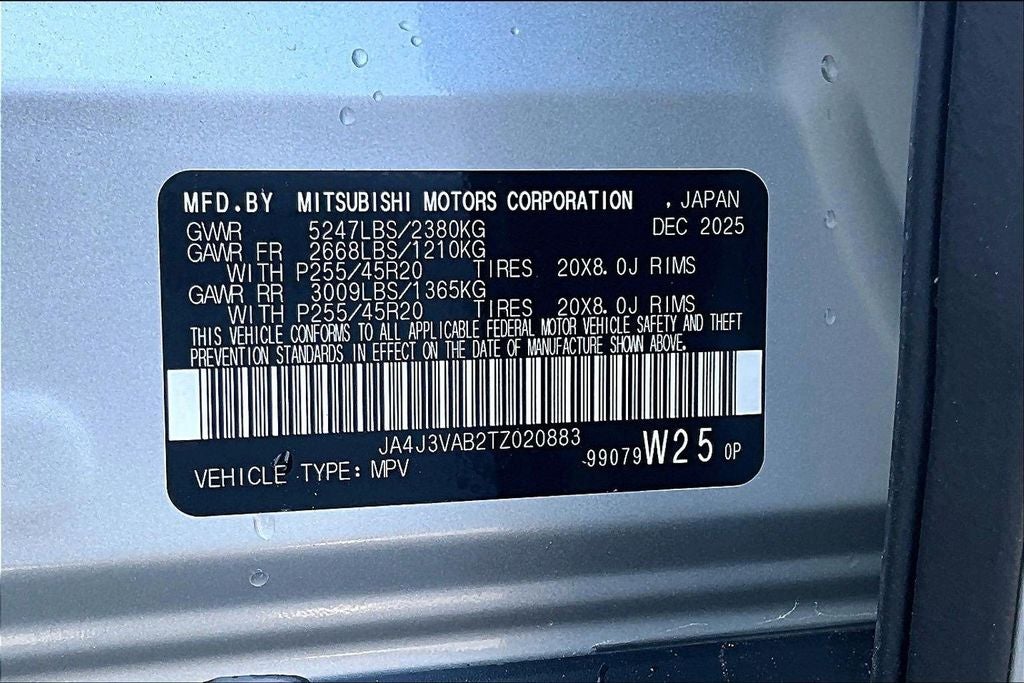 MFD.BY MITSUBISHI MOTORS CORPORATION , JAPAN
GWWR 5247LBS/2380KG DEC 2025
GAWR FR 2668LBS/1210KG
WITH P255/45R20 TIRES 20X8.0J RIMS
GAWR RR 3009LBS/1365KG
WITH P255/45R20 TIRES 20X8.0J RIMS
THIS VEHICLE CONFORMS TO ALL APPLICABLE FEDERAL MOTOR VEHICLE SAFETY AND THEFT
PREVENTION STANDARDS IN EFFECT ON THE DATE OF MANUFACTURE SHOWN ABOVE.
JA4J3VAB2TZ020883
VEHICLE TYPE: MPV 99079 W25 0P